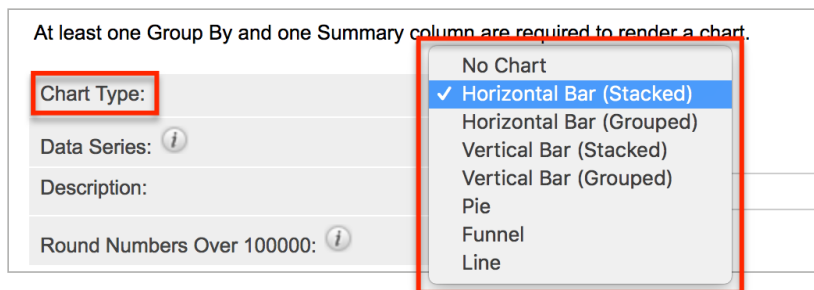 At least one Group By and one Summary column are required to render a chart.
Chart Type:
No Chart
✓ Horizontal Bar (Stacked)
Horizontal Bar (Grouped)
Vertical Bar (Stacked)
Vertical Bar (Grouped)
Pie
Funnel
Line
Data Series: i
Description:
Round Numbers Over 100000: i